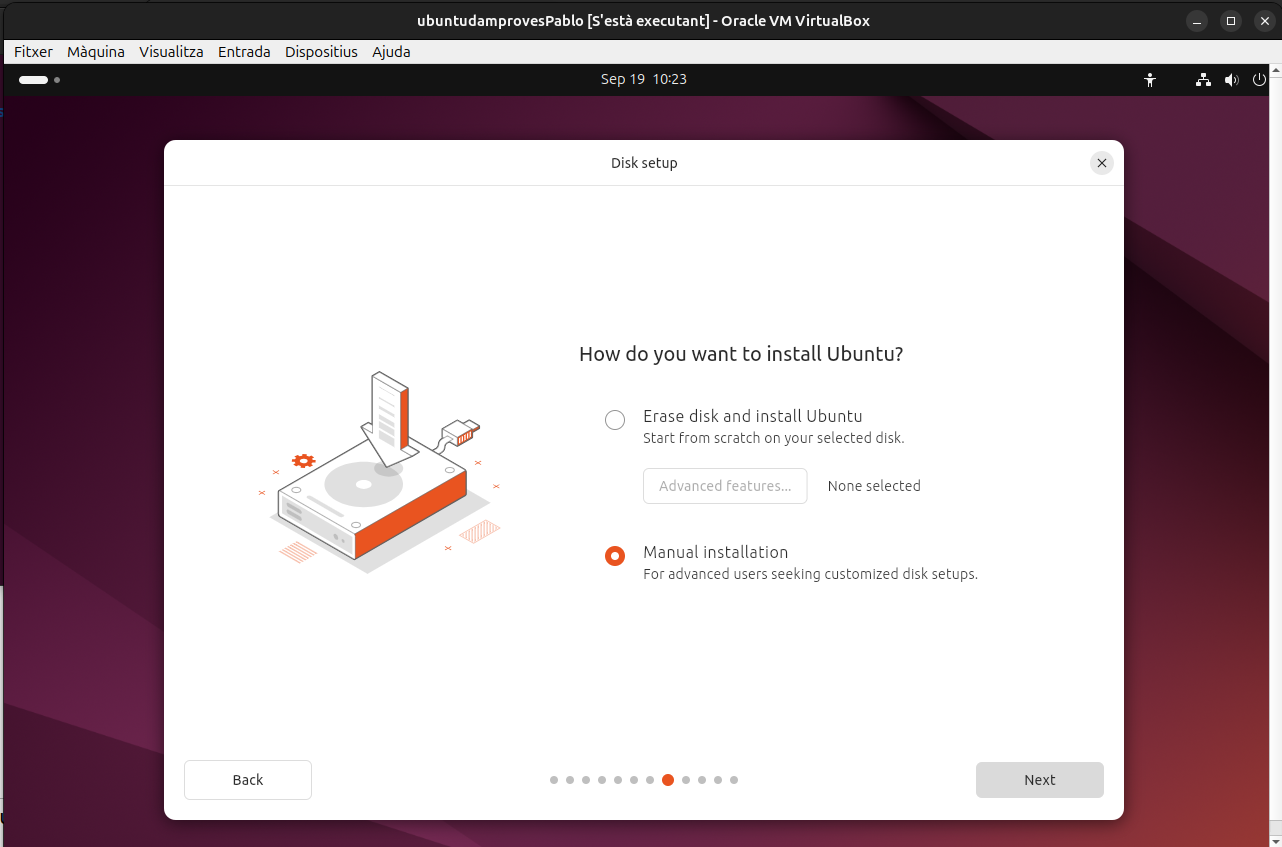 ubuntudamprovesPablo [S'està executant] - Oracle VM VirtualBox
Fitxer Màquina Visualitza Entrada Dispositius Ajuda
Sep 19 10:23
Disk setup
How do you want to install Ubuntu?
Erase disk and install Ubuntu
Start from scratch on your selected disk.
Advanced features... None selected
Manual installation
For advanced users seeking customized disk setups.
Back Next